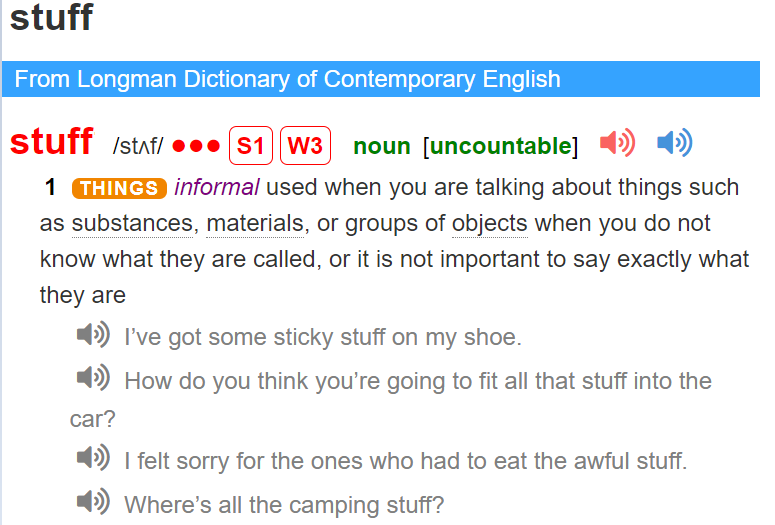 stuff
From Longman Dictionary of Contemporary English
stuff /stʌf/ ●●● S1 W3 noun [uncountable]
1 THINGS informal used when you are talking about things such
as substances, materials, or groups of objects when you do not
know what they are called, or it is not important to say exactly what
they are
I’ve got some sticky stuff on my shoe.
How do you think you’re going to fit all that stuff into the
car?
I felt sorry for the ones who had to eat the awful stuff.
Where’s all the camping stuff?